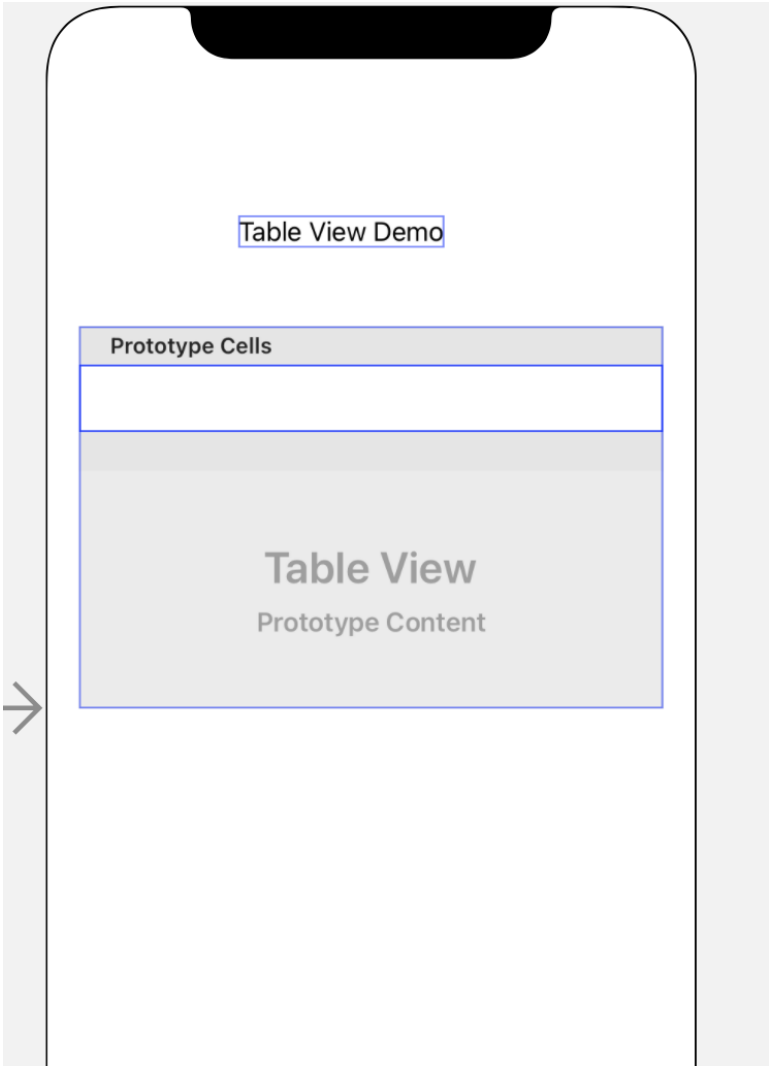 Table View Demo
Prototype Cells
Table View
Prototype Content